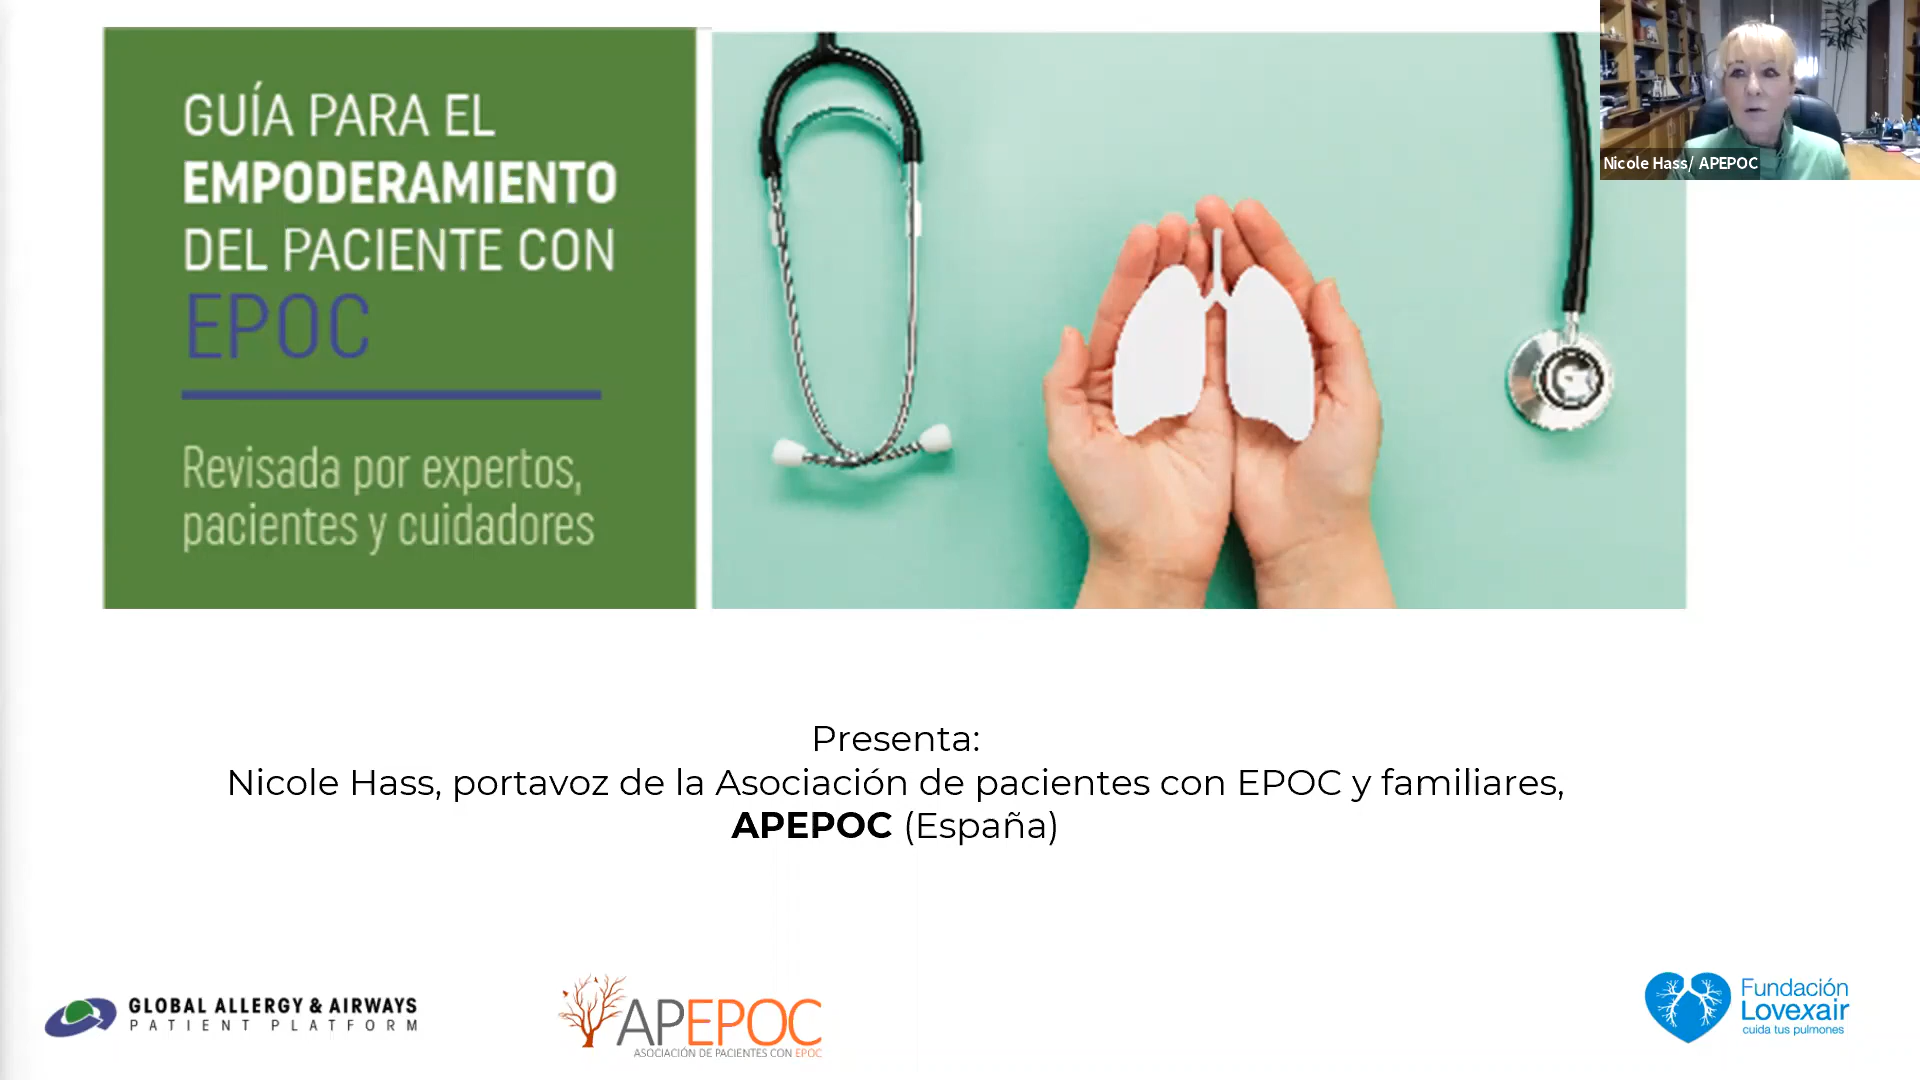 GUÍA PARA EL
EMPODERAMIENTO
DEL PACIENTE CON
EPOC
Revisada por expertos,
pacientes y cuidadores
Nicole Hass/ APEPOC
Presenta:
Nicole Hass, portavoz de la Asociación de pacientes con EPOC y familiares,
APEPOC (España)
GLOBAL ALLERGY & AIRWAYS
PATIENT PLATFORM
APEPOC
ASOCIACIÓN DE PACIENTES CON EPOC
Fundación
Lovexair
cuida tus pulmones